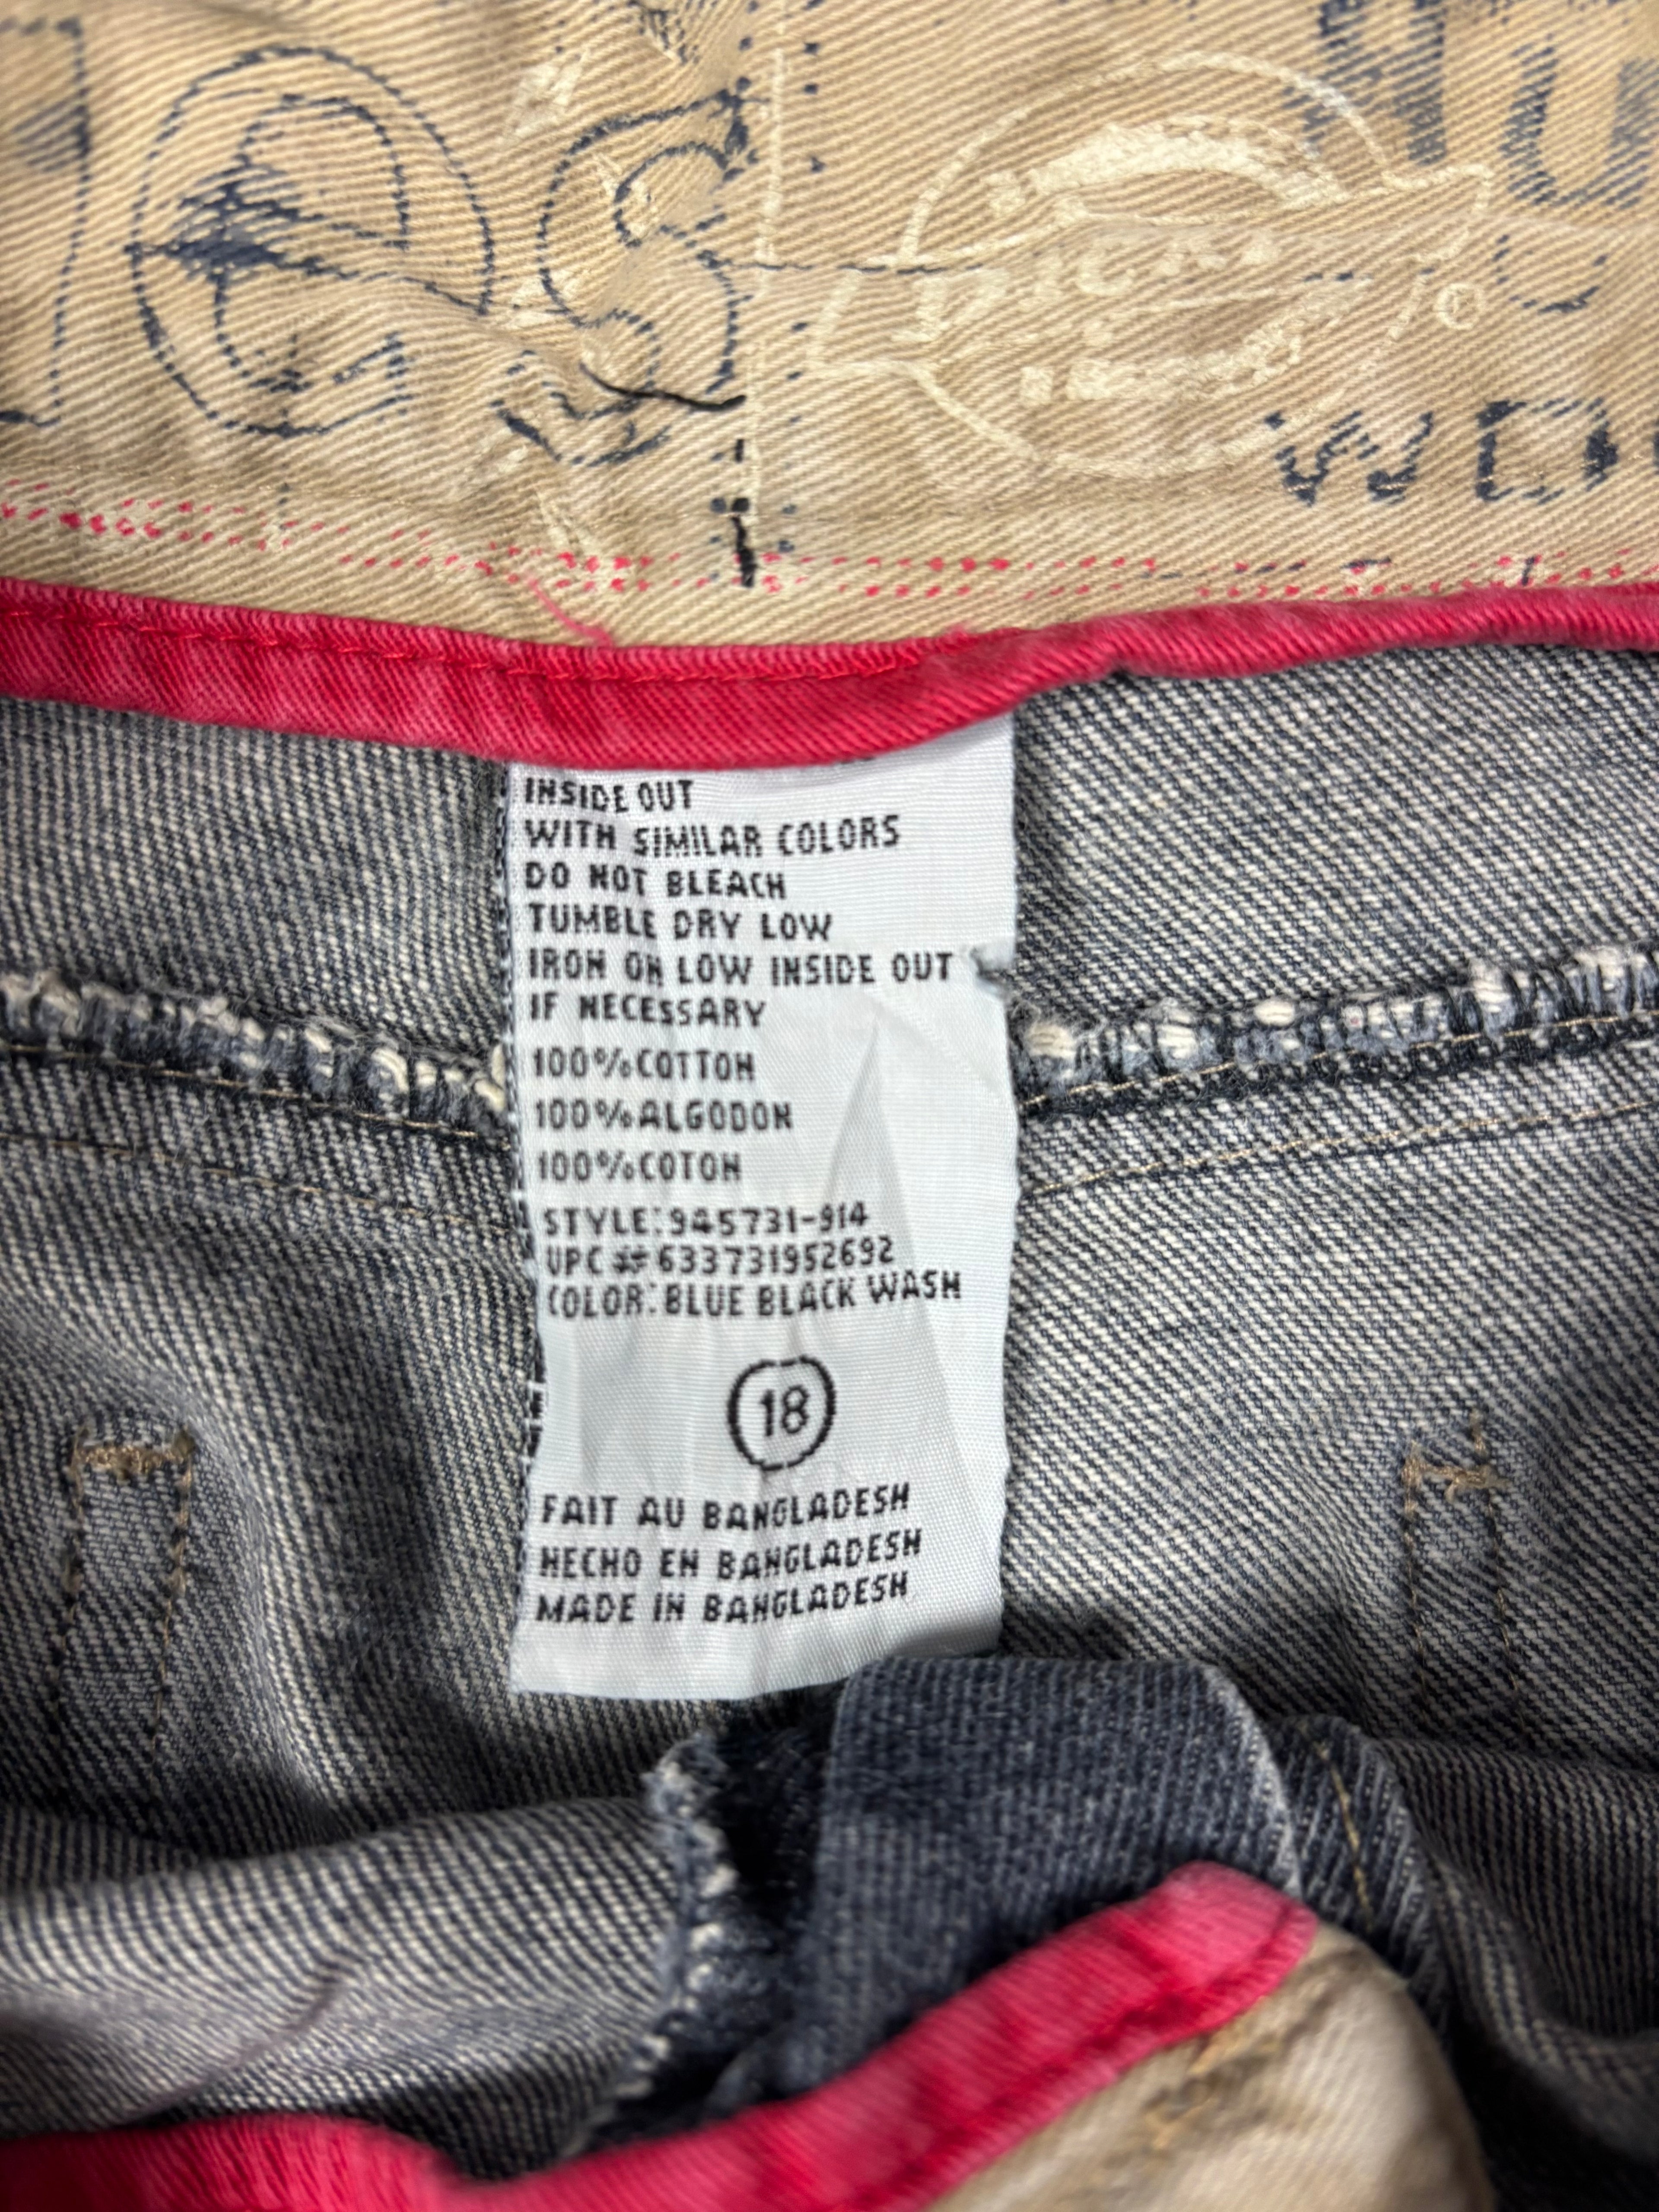 DICKIES
®
INSIDE OUT
WITH SIMILAR COLORS
DO NOT BLEACH
TUMBLE DRY LOW
IRON ON LOW INSIDE OUT
IF NECESSARY
100%COTTON
100%ALGODON
100%COTON
STYLE:945731-914
UPC#633731952692
COLOR:BLUE BLACK WASH
18
FAIT AU BANGLADESH
HECHO EN BANGLADESH
MADE IN BANGLADESH